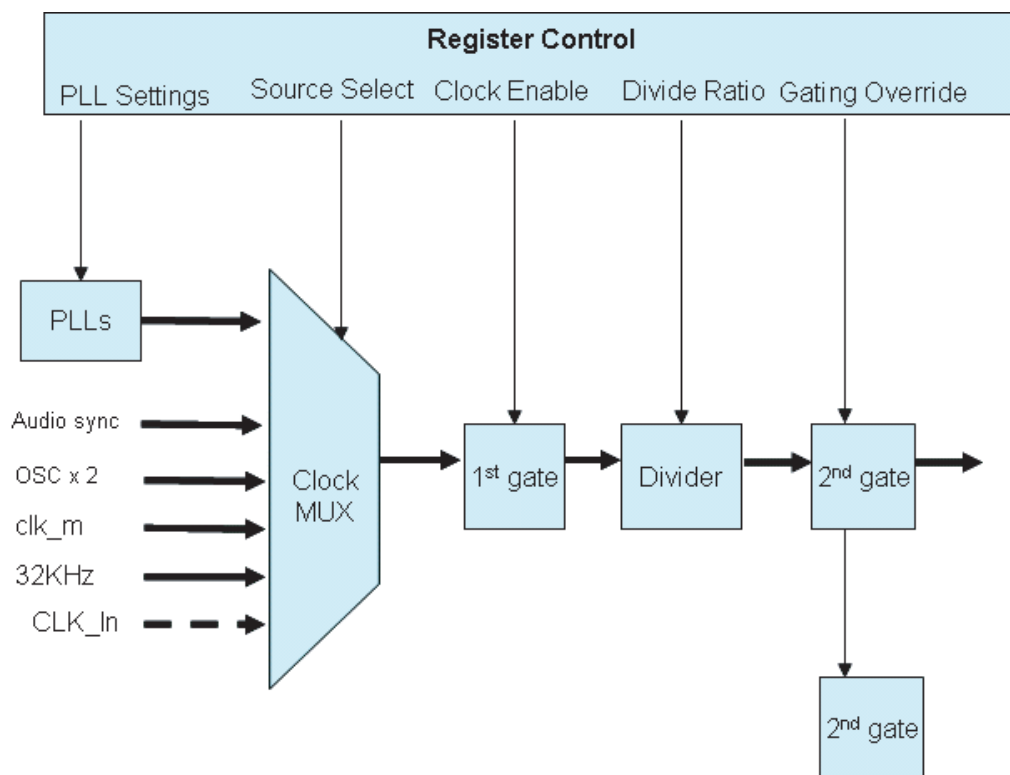 Register Control
PLL Settings
Source Select
Clock Enable
Divide Ratio
Gating Override
PLLs
Audio sync
OSC x 2
clk_m
32KHz
CLK_In
Clock
MUX
1st gate
Divider
2nd gate
2nd gate